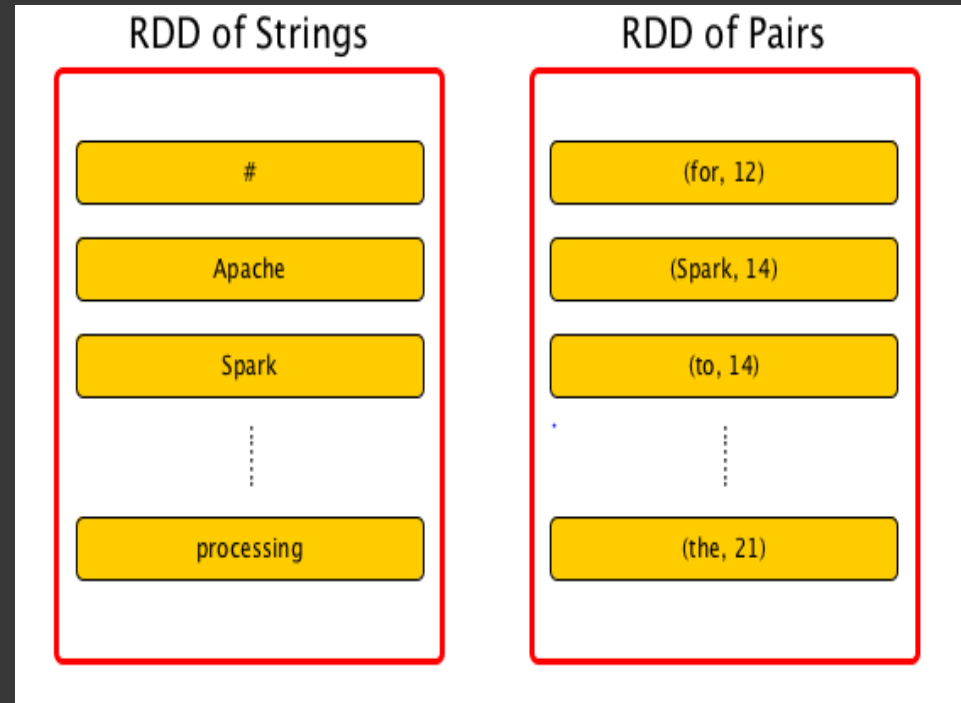 RDD of Strings
#
Apache
Spark
processing
RDD of Pairs
(for, 12)
(Spark, 14)
(to, 14)
(the, 21)